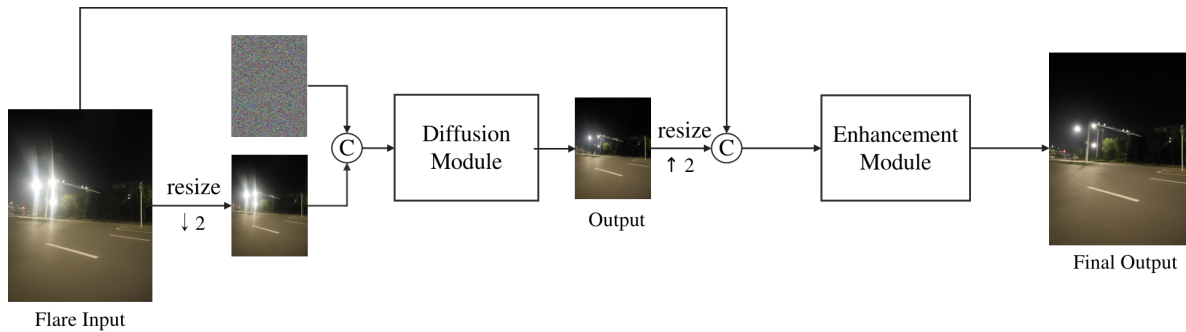 Flare Input
resize
↓ 2
C
Diffusion
Module
Output
resize
↑ 2
C
Enhancement
Module
Final Output